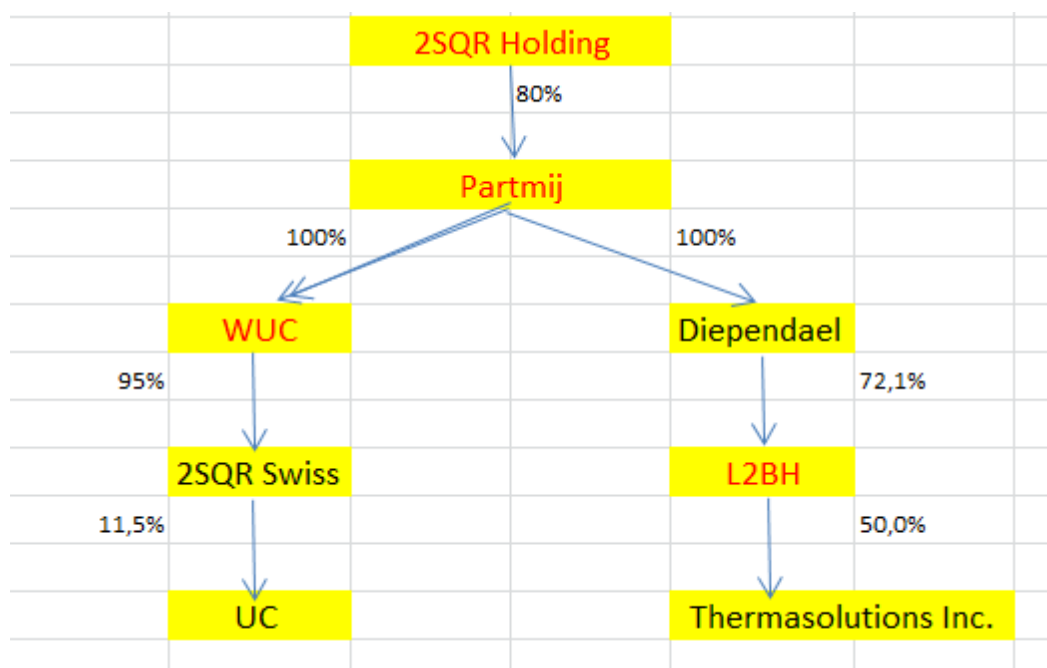 2SQR Holding
80%
Partmij
100% 100%
WUC Diependael
95% 72,1%
2SQR Swiss L2BH
11,5% 50,0%
UC Thermasolutions Inc.